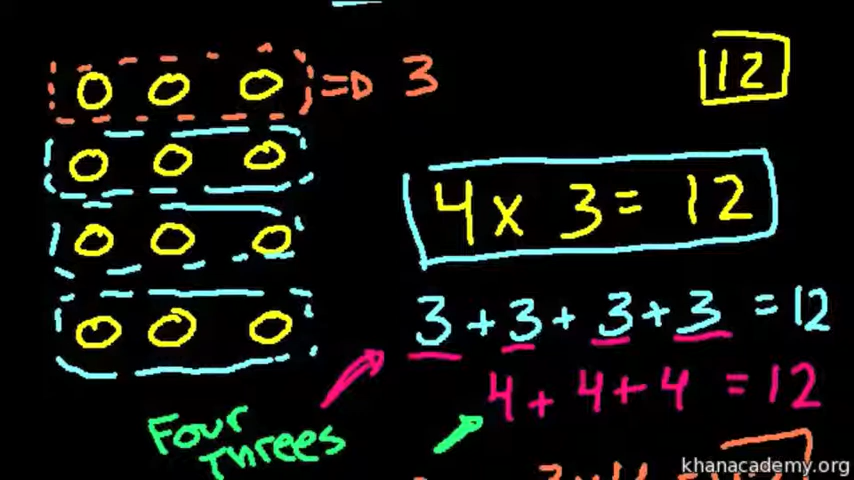 => 3
12
4 x 3 = 12
3 + 3 + 3 + 3 = 12
4 + 4 + 4 = 12
Four
Threes
khanacademy.org